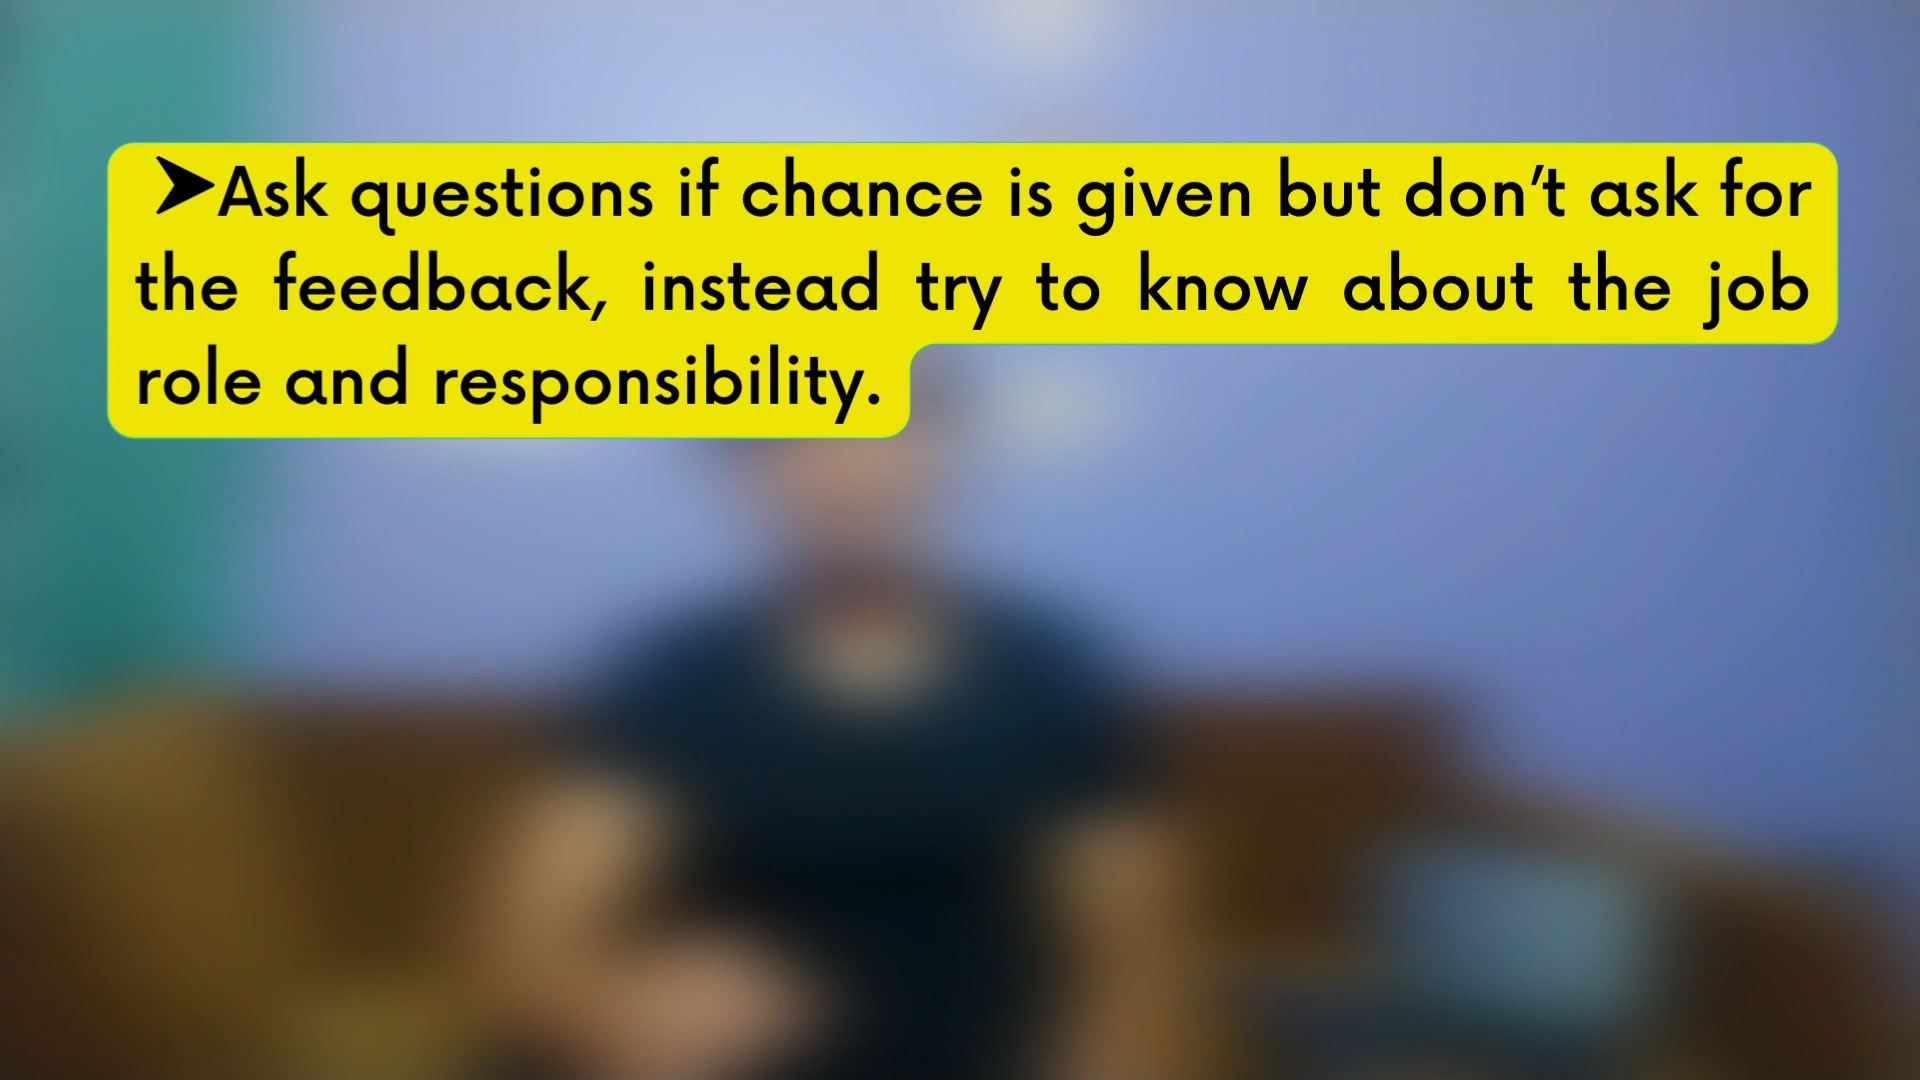 ➤Ask questions if chance is given but don’t ask for
the feedback, instead try to know about the job
role and responsibility.